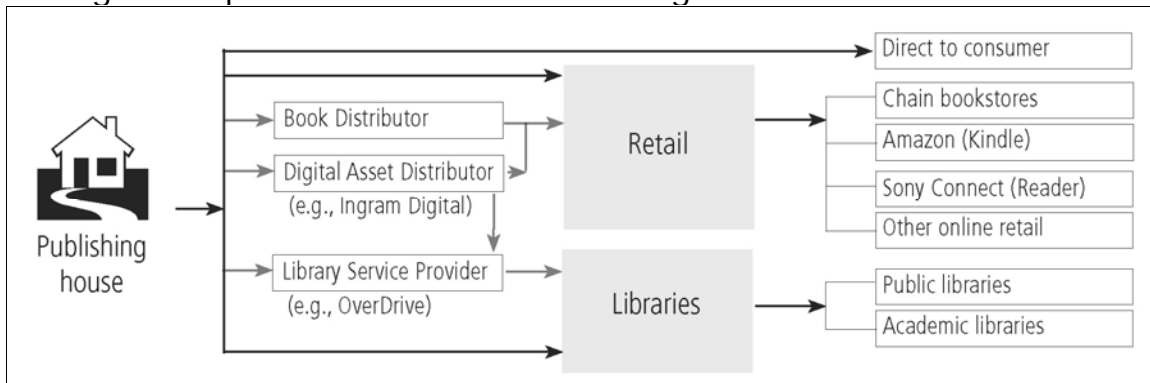 Direct to consumer
Chain bookstores
Book Distributor
Amazon (Kindle)
Retail
Digital Asset Distributor
(e.g., Ingram Digital)
Sony Connect (Reader)
Other online retail
Publishing
house
Library Service Provider
(e.g., OverDrive)
Public libraries
Libraries
Academic libraries